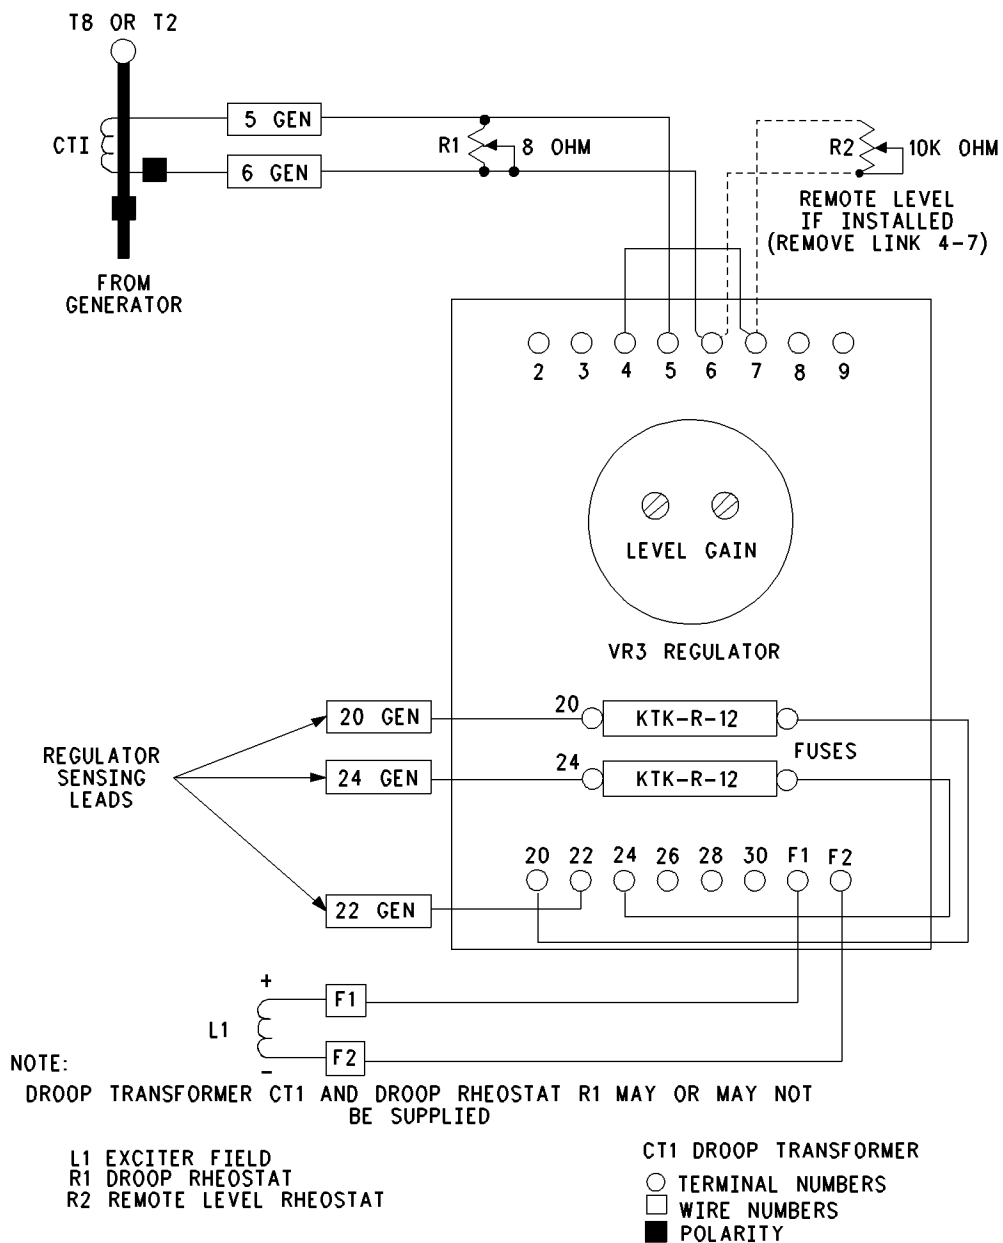 T8 OR T2
CTI
5 GEN
6 GEN
R1
8 OHM
R2
10K OHM
REMOTE LEVEL
IF INSTALLED
(REMOVE LINK 4-7)
FROM
GENERATOR
2 3 4 5 6 7 8 9
LEVEL GAIN
VR3 REGULATOR
20 GEN
20
KTK-R-12
REGULATOR
SENSING
LEADS
FUSES
24 GEN
24
KTK-R-12
20 22 24 26 28 30 F1 F2
22 GEN
+
F1
L1
F2
-
NOTE:
DROOP TRANSFORMER CT1 AND DROOP RHEOSTAT R1 MAY OR MAY NOT
BE SUPPLIED
L1 EXCITER FIELD
R1 DROOP RHEOSTAT
R2 REMOTE LEVEL RHEOSTAT
CT1 DROOP TRANSFORMER
TERMINAL NUMBERS
WIRE NUMBERS
POLARITY